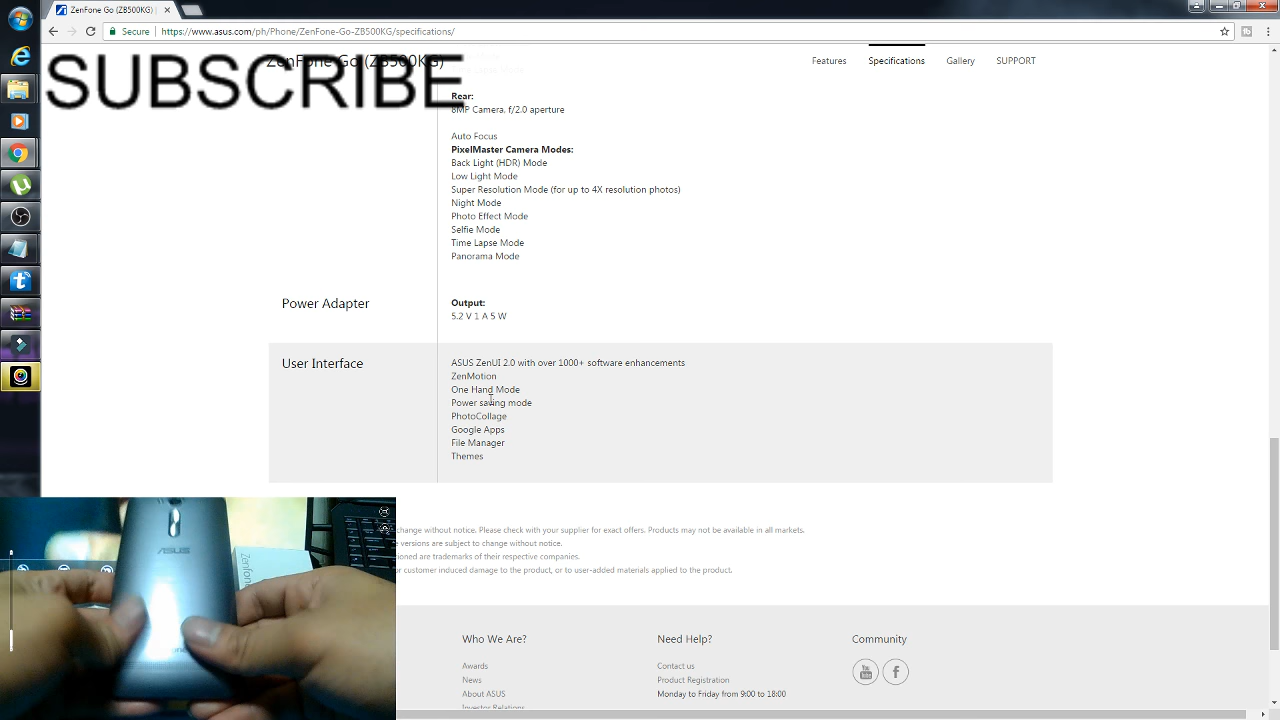 ZenFone Go (ZB500KG) |
Secure
https://www.asus.com/ph/Phone/ZenFone-Go-ZB500KG/specifications/
SUBSCRIBE
ZenFone Go (ZB500KG)
Features
Specifications
Gallery
SUPPORT
Rear:
8MP Camera, f/2.0 aperture
Auto Focus
PixelMaster Camera Modes:
Back Light (HDR) Mode
Low Light Mode
Super Resolution Mode (for up to 4X resolution photos)
Night Mode
Photo Effect Mode
Selfie Mode
Time Lapse Mode
Panorama Mode
Power Adapter
Output:
5.2 V 1 A 5 W
User Interface
ASUS ZenUI 2.0 with over 1000+ software enhancements
ZenMotion
One Hand Mode
Power saving mode
PhotoCollage
Google Apps
File Manager
Themes
change without notice. Please check with your supplier for exact offers. Products may not be available in all markets.
e versions are subject to change without notice.
ioned are trademarks of their respective companies.
or customer induced damage to the product, or to user-added materials applied to the product.
ASUS
Zenfone
Who We Are?
Awards
News
About ASUS
Investor Relations
Need Help?
Contact us
Product Registration
Monday to Friday from 9:00 to 18:00
Community
You Tube